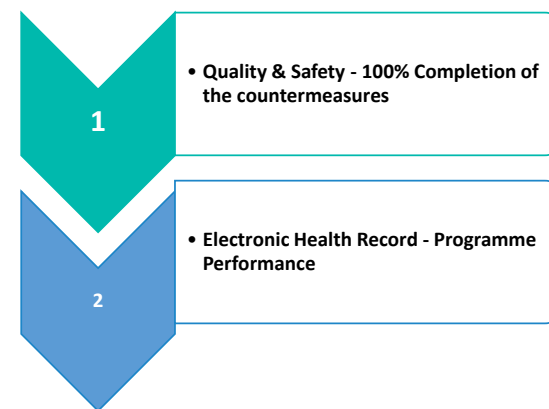 1
• Quality & Safety - 100% Completion of
the countermeasures
2
• Electronic Health Record - Programme
Performance